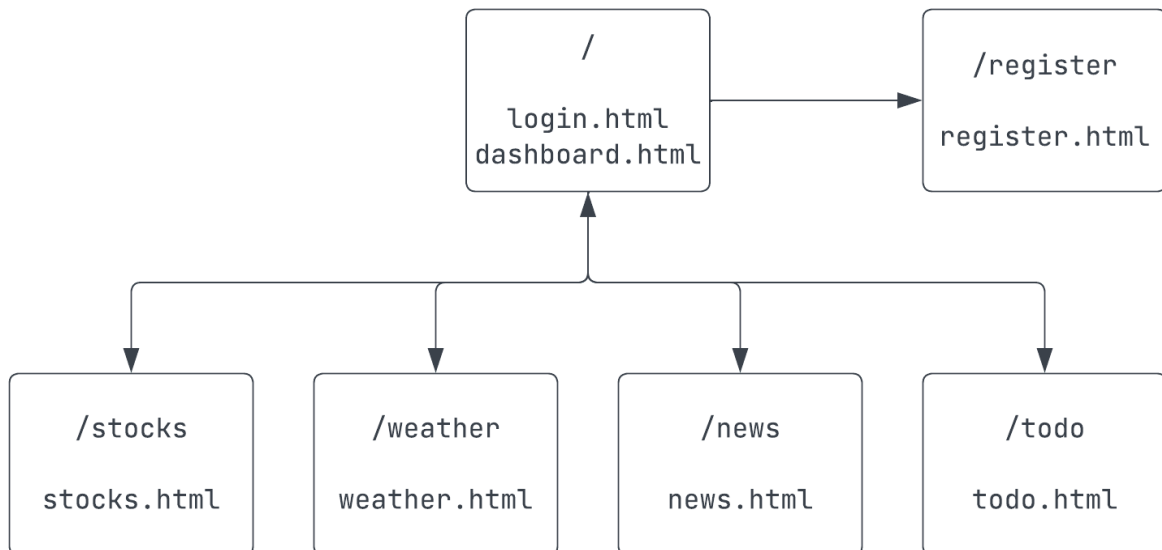 /
login.html
dashboard.html
/register
register.html
/stocks
stocks.html
/weather
weather.html
/news
news.html
/todo
todo.html